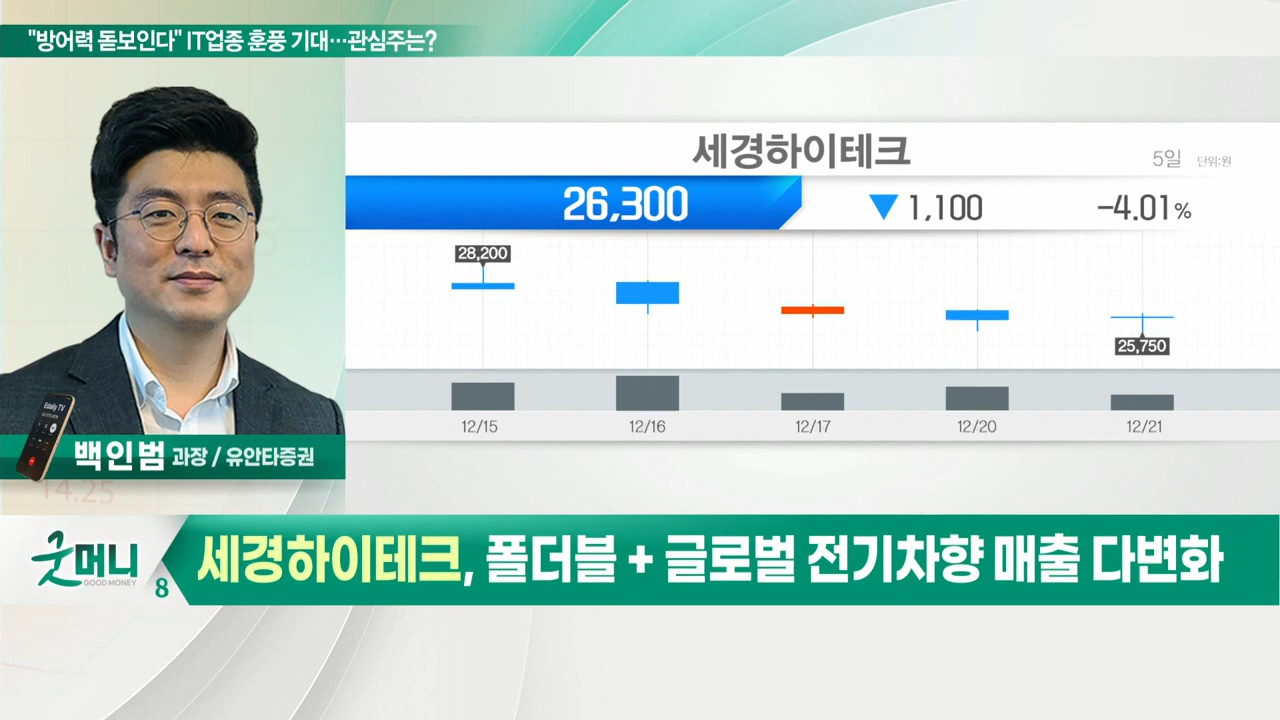 "방어력 돋보인다" IT업종 훈풍 기대…관심주는?
세경하이테크
5일 단위:원
26,300 ▼ 1,100 -4.01%
28,200
25,750
12/15 12/16 12/17 12/20 12/21
Edaily TV
백인범 과장 / 유안타증권
14.25
굿머니
GOOD MONEY
8
세경하이테크, 폴더블 + 글로벌 전기차향 매출 다변화